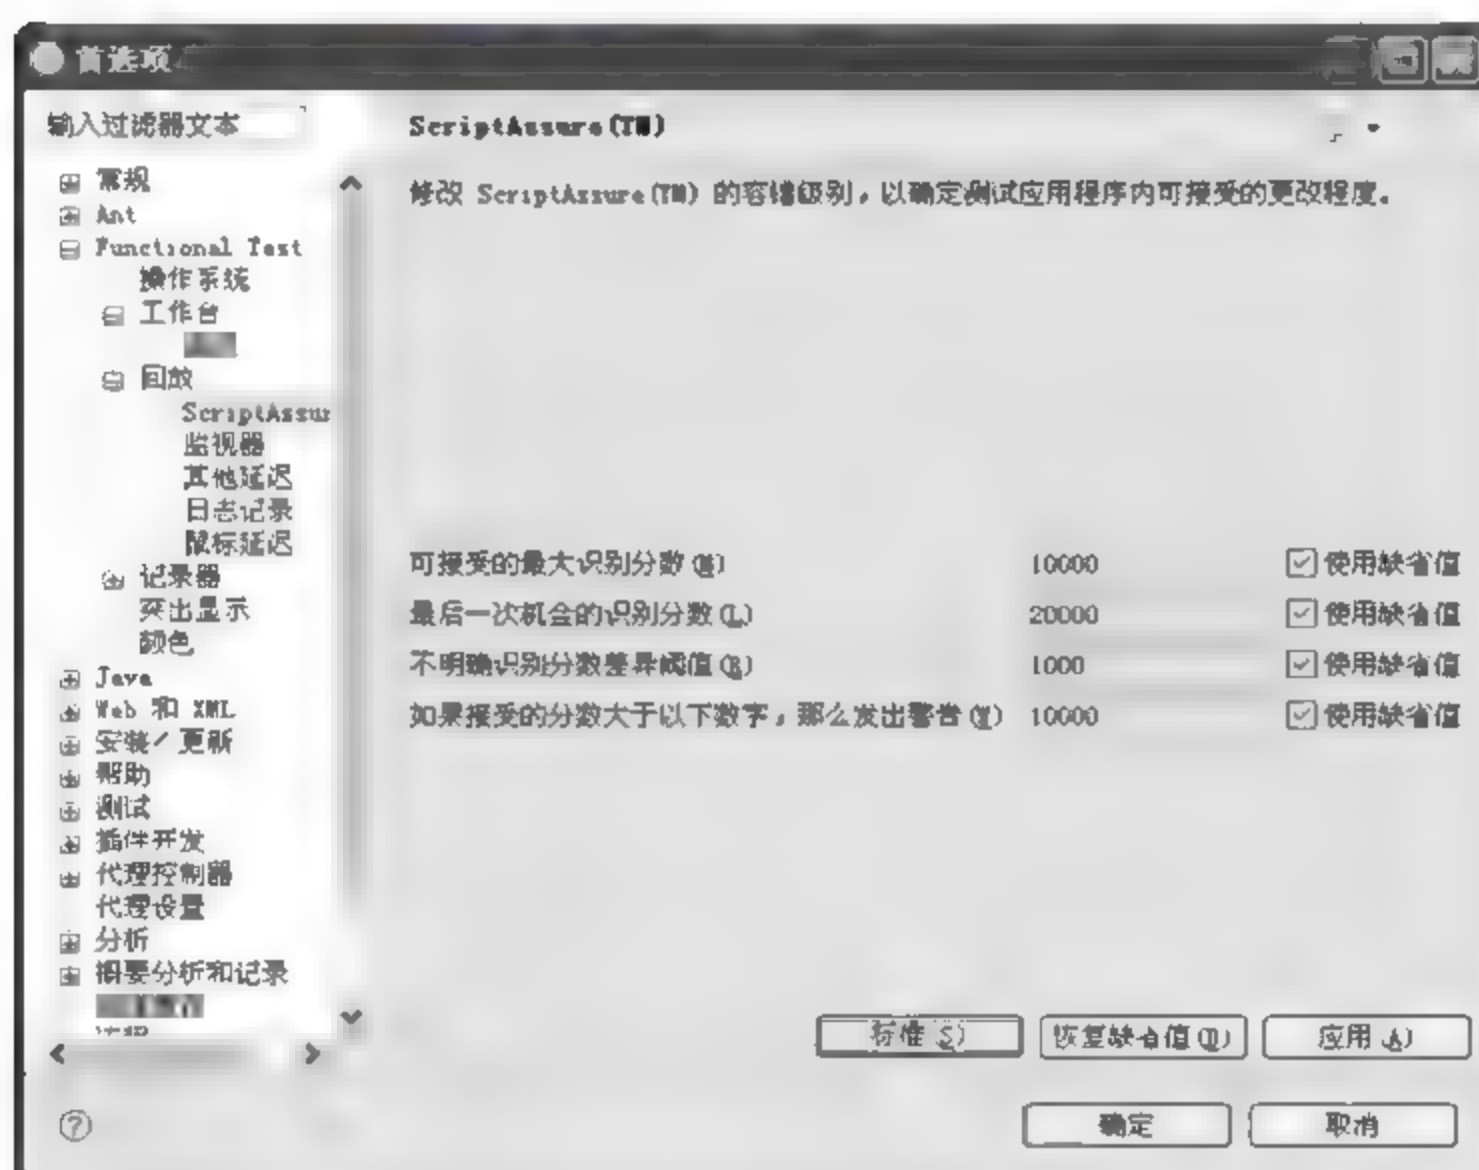 首选项
输入过滤器文本
ScriptAssure(TM)
常规
修改 ScriptAssure(TM) 的容错级别，以确定测试应用程序内可接受的更改程度。
Ant
Functional Test
操作系统
工作台
回放
ScriptAssur
监视器
其他延迟
日志记录
鼠标延迟
可接受的最大识别分数(M) 10000 使用缺省值
记录器
突出显示
最后一次机会的识别分数(L) 20000 使用缺省值
颜色
不明确识别分数差异阈值(R) 1000 使用缺省值
Java
Web 和 XML
如果接受的分数大于以下数字，那么发出警告(W) 10000 使用缺省值
安装/更新
帮助
测试
插件开发
代理控制器
代理设置
分析
概要分析和记录
标准(S) 恢复缺省值(D) 应用(A)
确定 取消